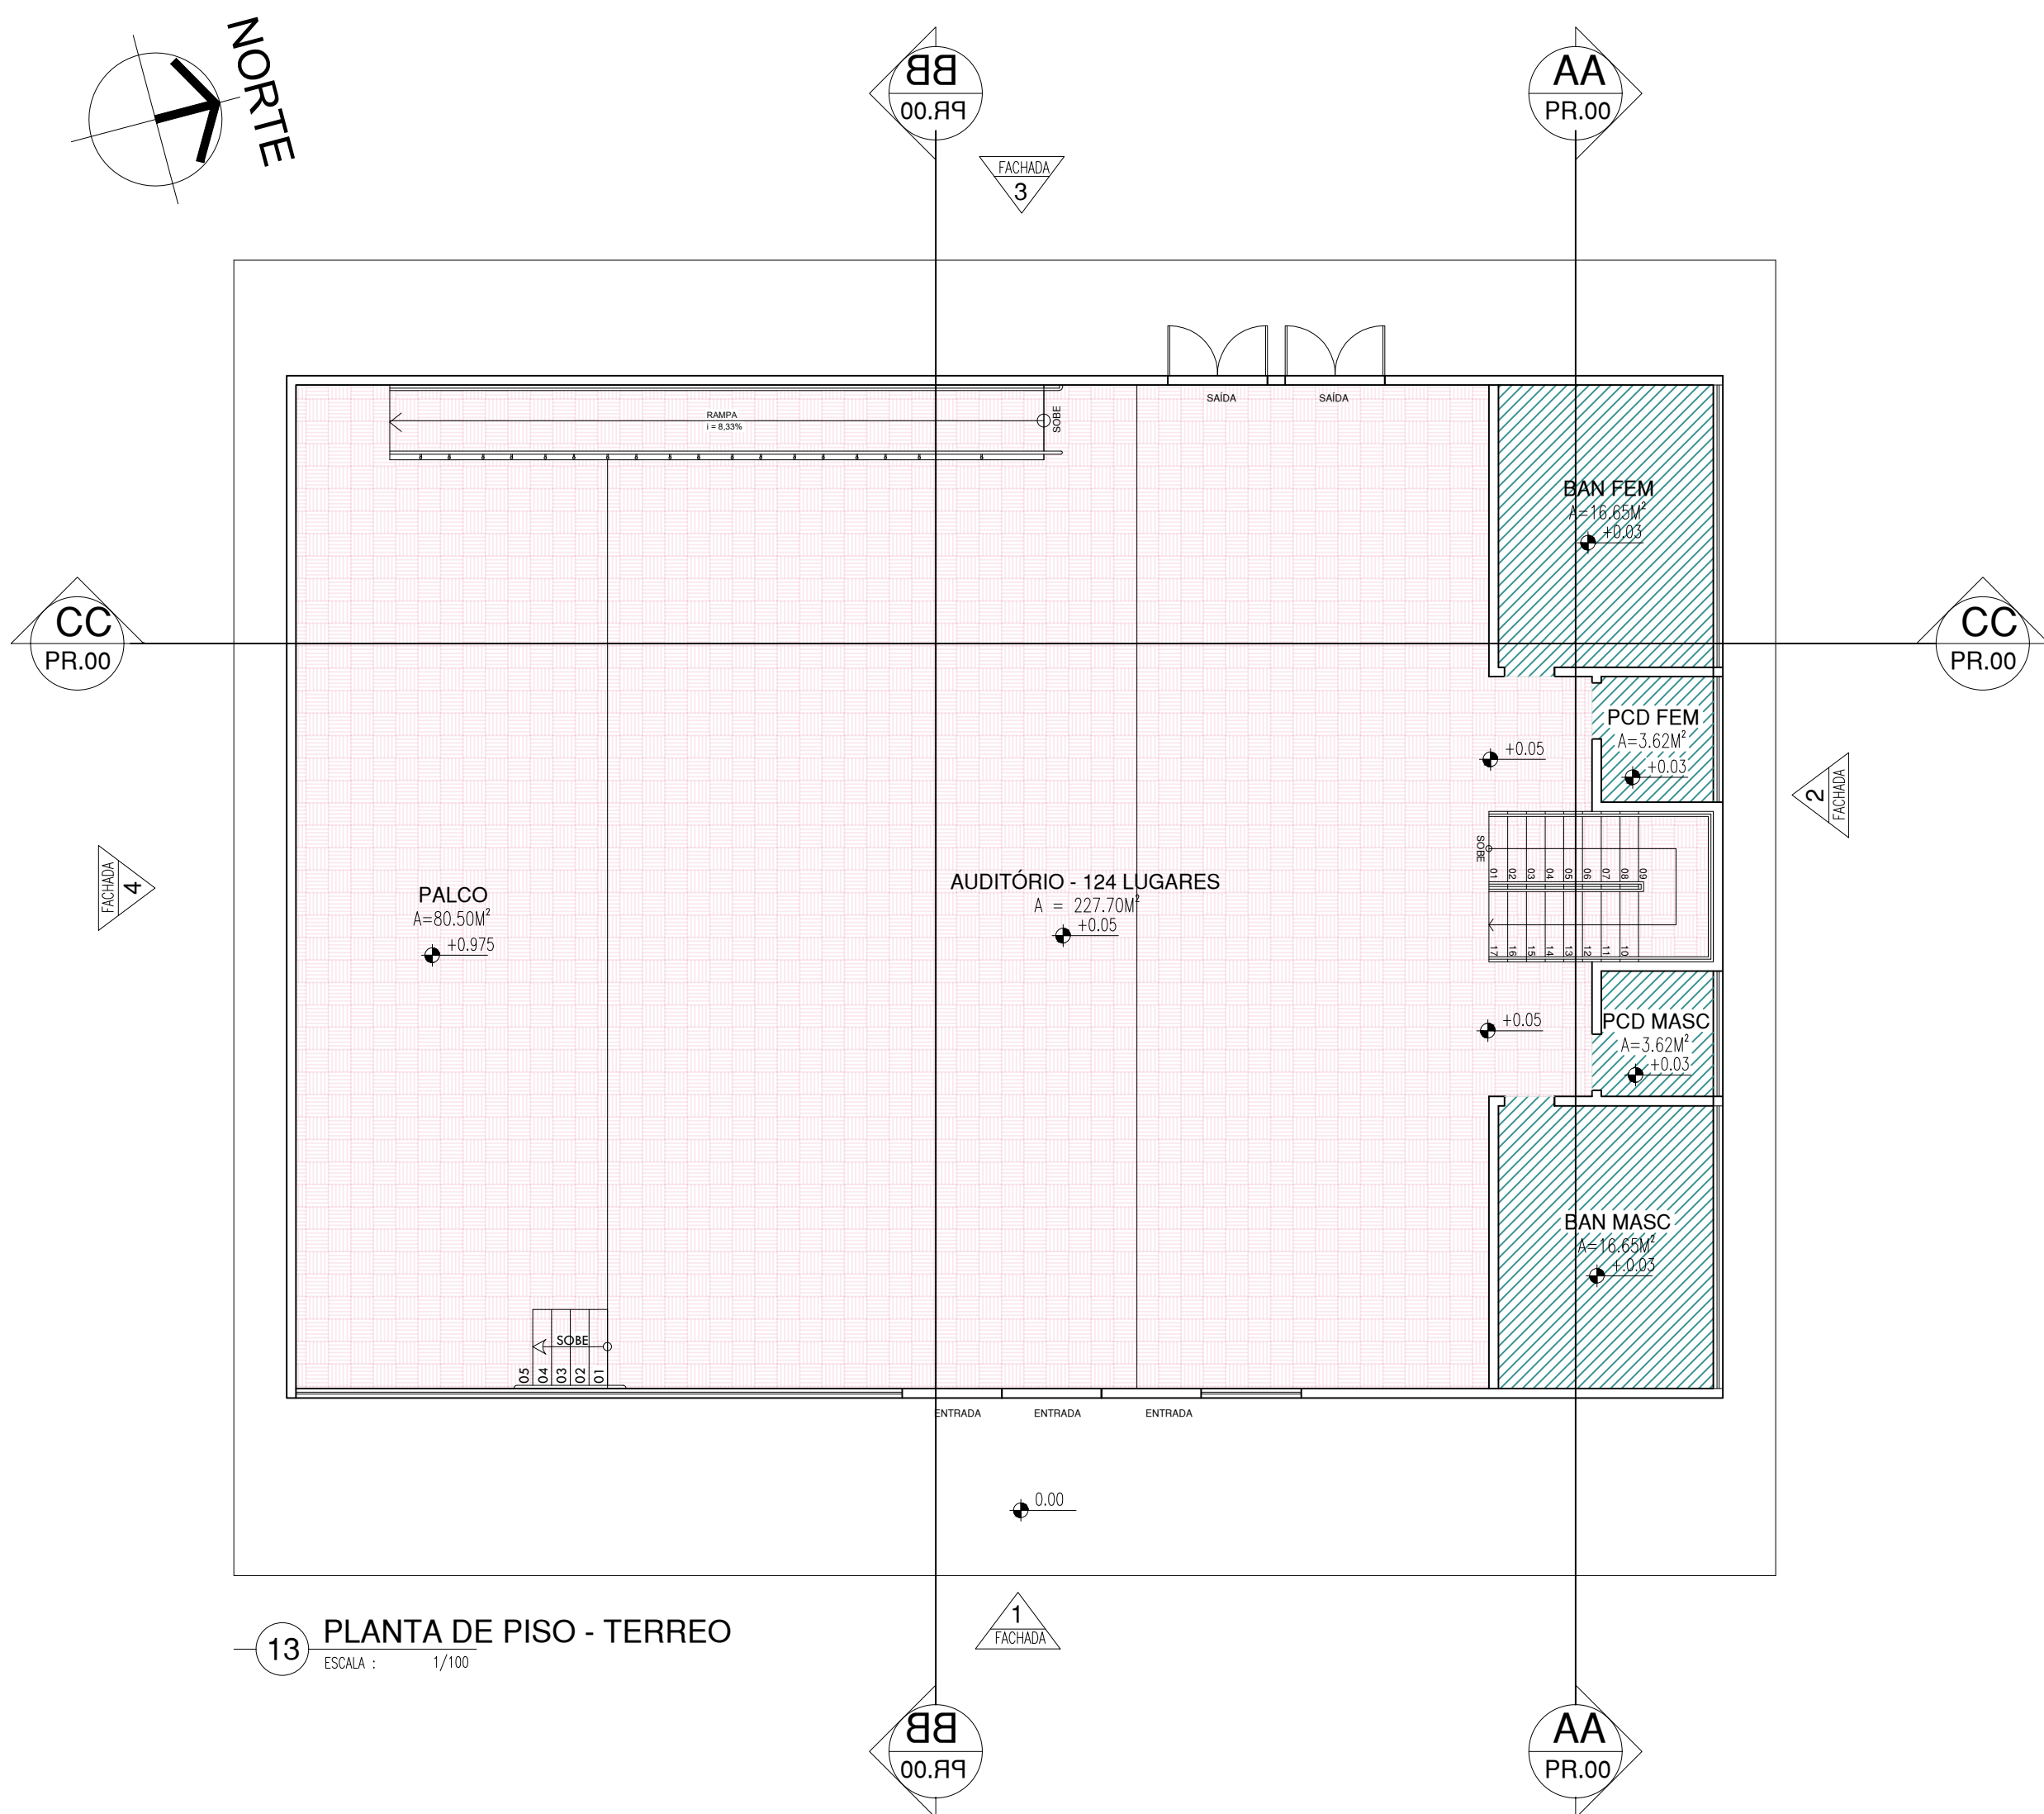 NORTE
BB
PR.00
AA
PR.00
FACHADA
3
SAÍDA
SAÍDA
RAMPA
i = 8,33%
SOBE
BAN FEM
A=16.65M²
+0.03
CC
PR.00
CC
PR.00
PCD FEM
A=3.62M²
+0.03
+0.05
2
FACHADA
FACHADA
4
SOBE
01 02 03 04 05 06 07 08 09
17 16 15 14 13 12 11 10
PALCO
A=80.50M²
+0.975
AUDITÓRIO - 124 LUGARES
A = 227.70M²
+0.05
+0.05
PCD MASC
A=3.62M²
+0.03
BAN MASC
A=16.65M²
+0.03
SOBE
05 04 03 02 01
ENTRADA
ENTRADA
ENTRADA
0.00
1
FACHADA
13
PLANTA DE PISO - TERREO
ESCALA : 1/100
BB
PR.00
AA
PR.00